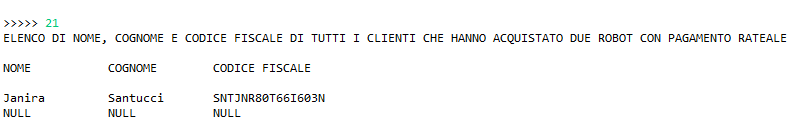 >>>>> 21
ELENCO DI NOME, COGNOME E CODICE FISCALE DI TUTTI I CLIENTI CHE HANNO ACQUISTATO DUE ROBOT CON PAGAMENTO RATEALE
NOME COGNOME CODICE FISCALE
Janira Santucci SNTJNR80T66I603N
NULL NULL NULL